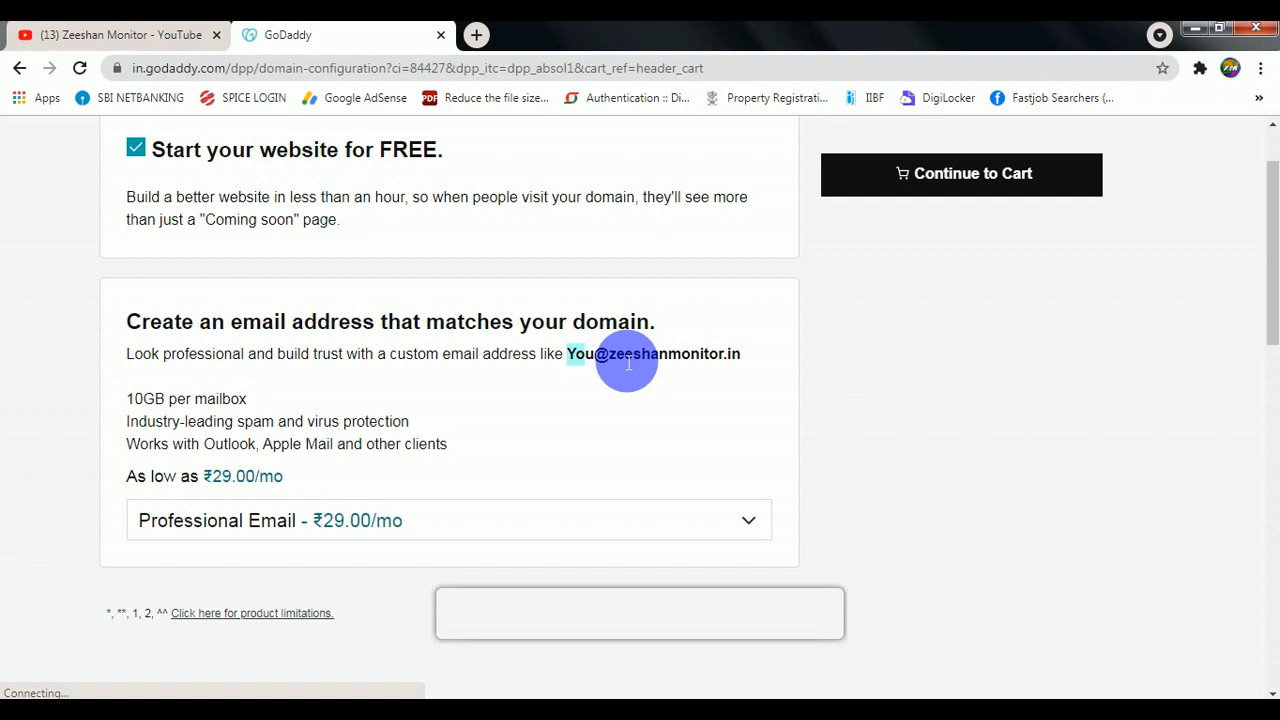 (13) Zeeshan Monitor - YouTube
GoDaddy
in.godaddy.com/dpp/domain-configuration?ci=84427&dpp_itc=dpp_absol1&cart_ref=header_cart
Apps SBI NETBANKING SPICE LOGIN Google AdSense PDF Reduce the file size... Authentication :: Di... Property Registrati... IIBF DigiLocker Fastjob Searchers (... »
Start your website for FREE.
Build a better website in less than an hour, so when people visit your domain, they'll see more
than just a "Coming soon" page.
Continue to Cart
Create an email address that matches your domain.
Look professional and build trust with a custom email address like You@zeeshanmonitor.in
10GB per mailbox
Industry-leading spam and virus protection
Works with Outlook, Apple Mail and other clients
As low as ₹29.00/mo
Professional Email - ₹29.00/mo
*, **, 1, 2, ^^ Click here for product limitations.
Connecting...